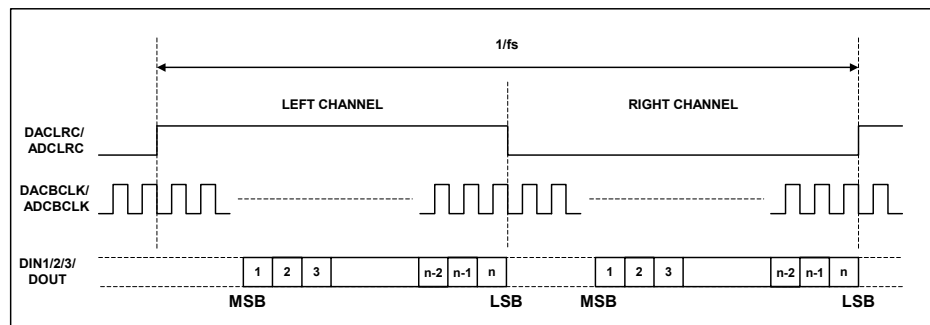 1/fs
LEFT CHANNEL
RIGHT CHANNEL
DACLRC/
ADCLRC
DACBCLK/
ADCBCLK
DIN1/2/3/
DOUT
1 2 3 n-2 n-1 n 1 2 3 n-2 n-1 n
MSB LSB MSB LSB